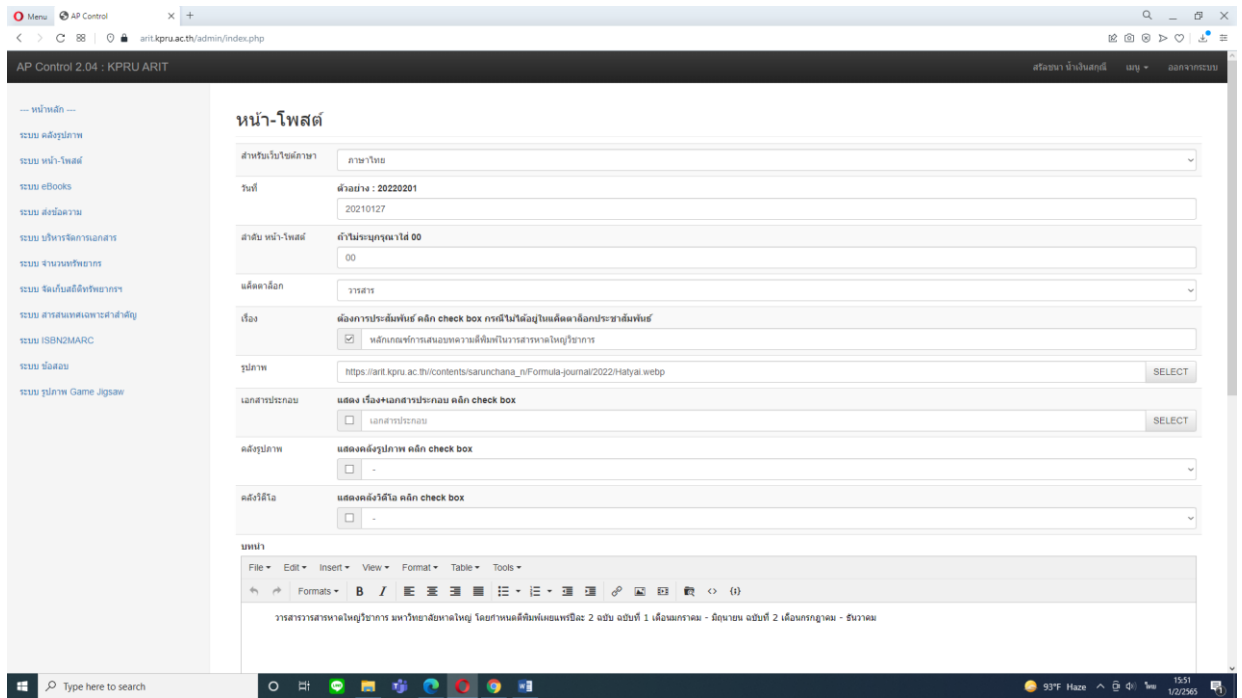 Menu
AP Control
arit.kpru.ac.th/admin/index.php
AP Control 2.04 : KPRU ARIT
สรัลชนา น้ำเงินสกุณี เมนู ออกจากระบบ
--- หน้าหลัก ---
ระบบ คลังรูปภาพ
ระบบ หน้า-โพสต์
ระบบ eBooks
ระบบ ส่งข้อความ
ระบบ บริหารจัดการเอกสาร
ระบบ จำนวนทรัพยากร
ระบบ จัดเก็บสถิติทรัพยากรฯ
ระบบ สารสนเทศเฉพาะคำสำคัญ
ระบบ ISBN2MARC
ระบบ ข้อสอบ
ระบบ รูปภาพ Game Jigsaw
หน้า-โพสต์
สำหรับเว็บไซต์ภาษา ภาษาไทย
วันที่ ตัวอย่าง : 20220201
20210127
ลำดับ หน้า-โพสต์ ถ้าไม่ระบุกรุณาใส่ 00
00
แค็ตตาล็อก วารสาร
เรื่อง ต้องการประสัมพันธ์ คลิก check box กรณีไม่ได้อยู่ในแค็ตตาล็อกประชาสัมพันธ์
หลักเกณฑ์การเสนอบทความตีพิมพ์ในวารสารหาดใหญ่วิชาการ
รูปภาพ https://arit.kpru.ac.th//contents/sarunchana_n/Formula-journal/2022/Hatyai.webp SELECT
เอกสารประกอบ แสดง เรื่อง+เอกสารประกอบ คลิก check box
เอกสารประกอบ SELECT
คลังรูปภาพ แสดงคลังรูปภาพ คลิก check box
-
คลังวีดีโอ แสดงคลังวีดีโอ คลิก check box
-
บทนำ
File Edit Insert View Format Table Tools
Formats B I
วารสารวารสารหาดใหญ่วิชาการ มหาวิทยาลัยหาดใหญ่ โดยกำหนดตีพิมพ์เผยแพร่ปีละ 2 ฉบับ ฉบับที่ 1 เดือนมกราคม - มิถุนายน ฉบับที่ 2 เดือนกรกฎาคม - ธันวาคม
Type here to search
93°F Haze ไทย 15:51
1/2/2565